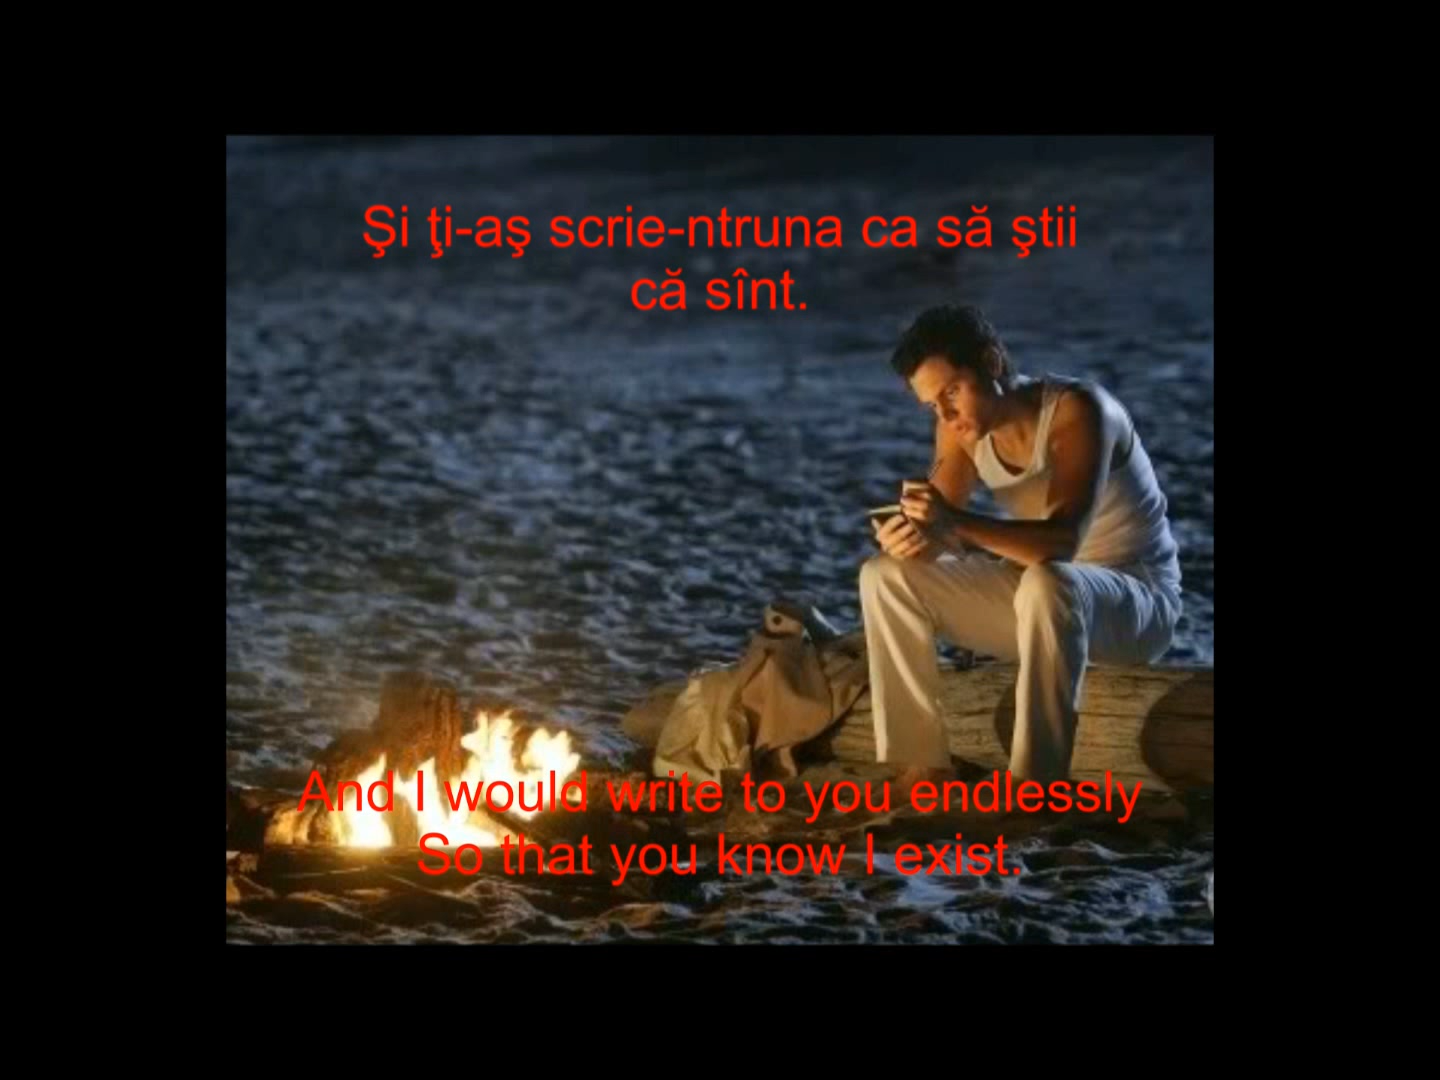 Şi ţi-aş scrie-ntruna ca să ştii
că sînt.
And I would write to you endlessly
So that you know I exist.